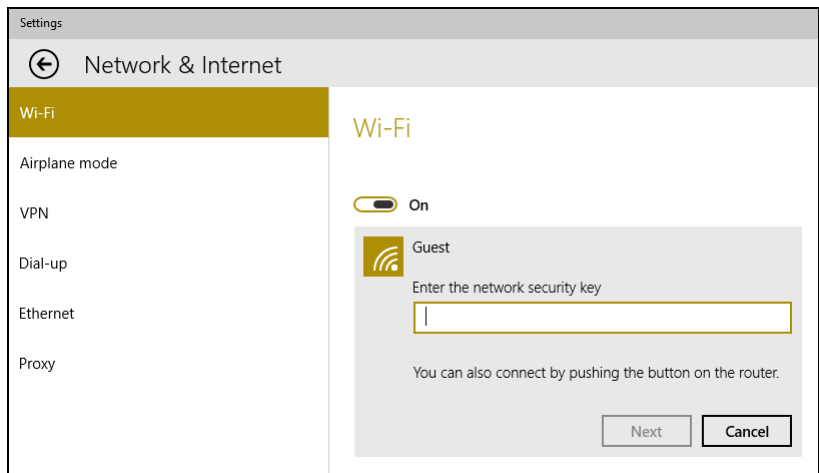 Settings
Network & Internet
Wi-Fi
Airplane mode
VPN
Dial-up
Ethernet
Proxy
Wi-Fi
On
Guest
Enter the network security key
You can also connect by pushing the button on the router.
Next Cancel